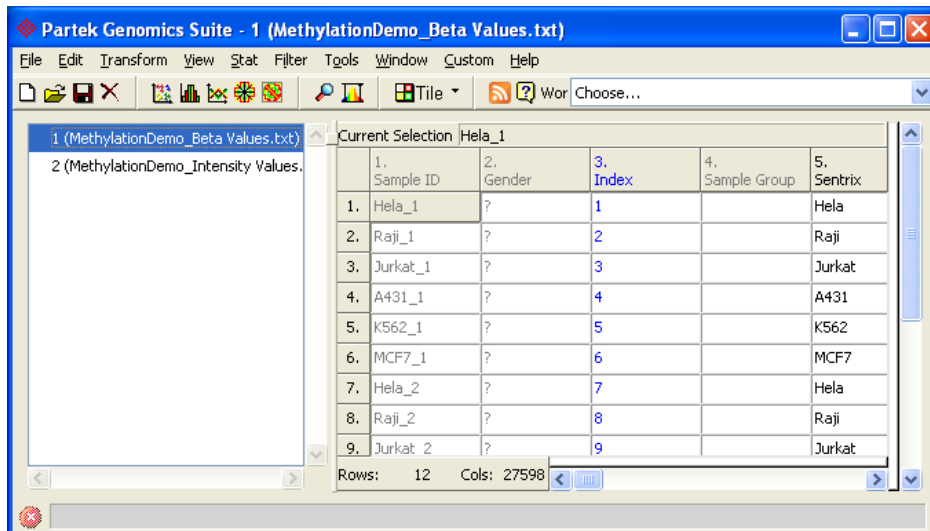 Partek Genomics Suite - 1 (MethylationDemo_Beta Values.txt)
File Edit Transform View Stat Filter Tools Window Custom Help
Tile Wor Choose...
1 (MethylationDemo_Beta Values.txt)
2 (MethylationDemo_Intensity Values.
Current Selection Hela_1
1. Sample ID 2. Gender 3. Index 4. Sample Group 5. Sentrix
1. Hela_1 ? 1 Hela
2. Raji_1 ? 2 Raji
3. Jurkat_1 ? 3 Jurkat
4. A431_1 ? 4 A431
5. K562_1 ? 5 K562
6. MCF7_1 ? 6 MCF7
7. Hela_2 ? 7 Hela
8. Raji_2 ? 8 Raji
9. Jurkat_2 ? 9 Jurkat
Rows: 12 Cols: 27598